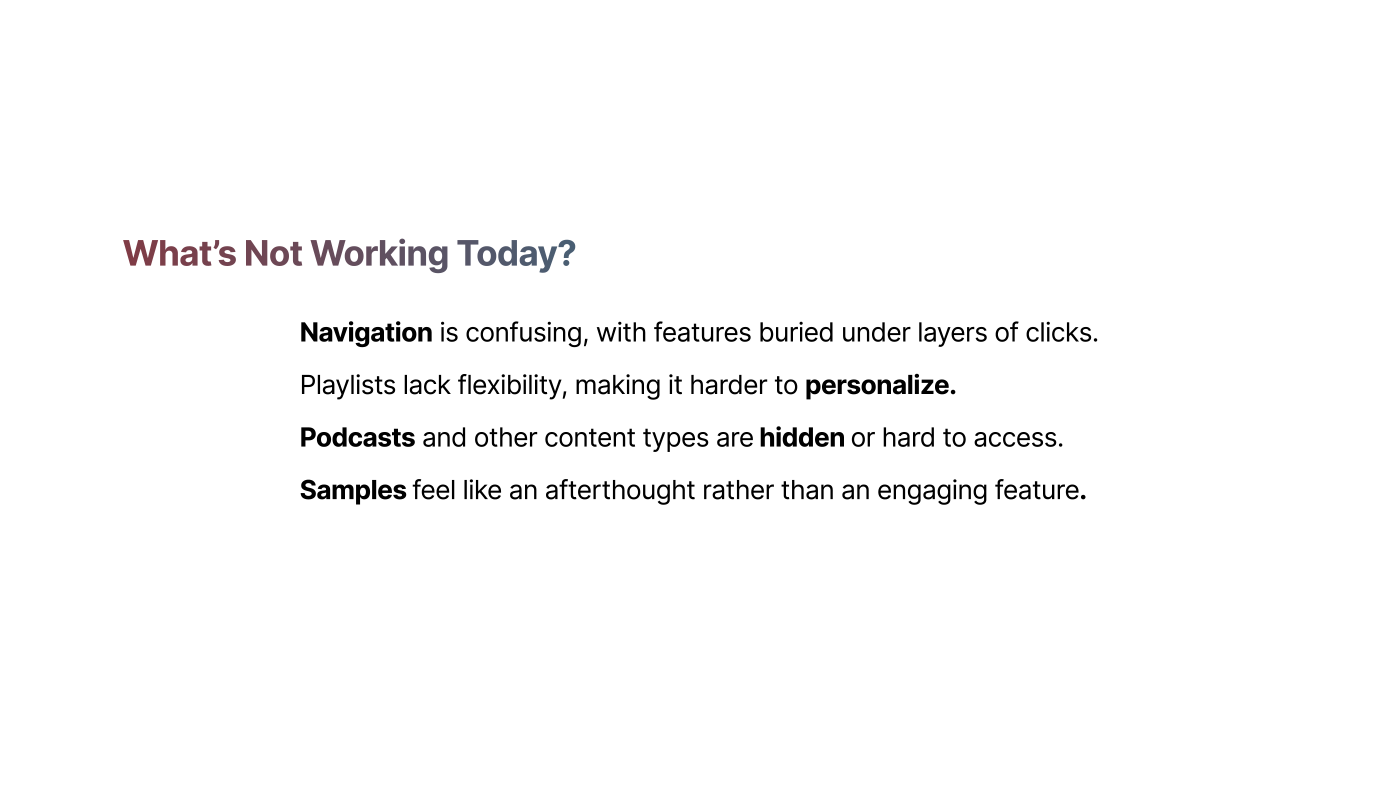 What’s Not Working Today?
Navigation is confusing, with features buried under layers of clicks.
Playlists lack flexibility, making it harder to personalize.
Podcasts and other content types are hidden or hard to access.
Samples feel like an afterthought rather than an engaging feature.